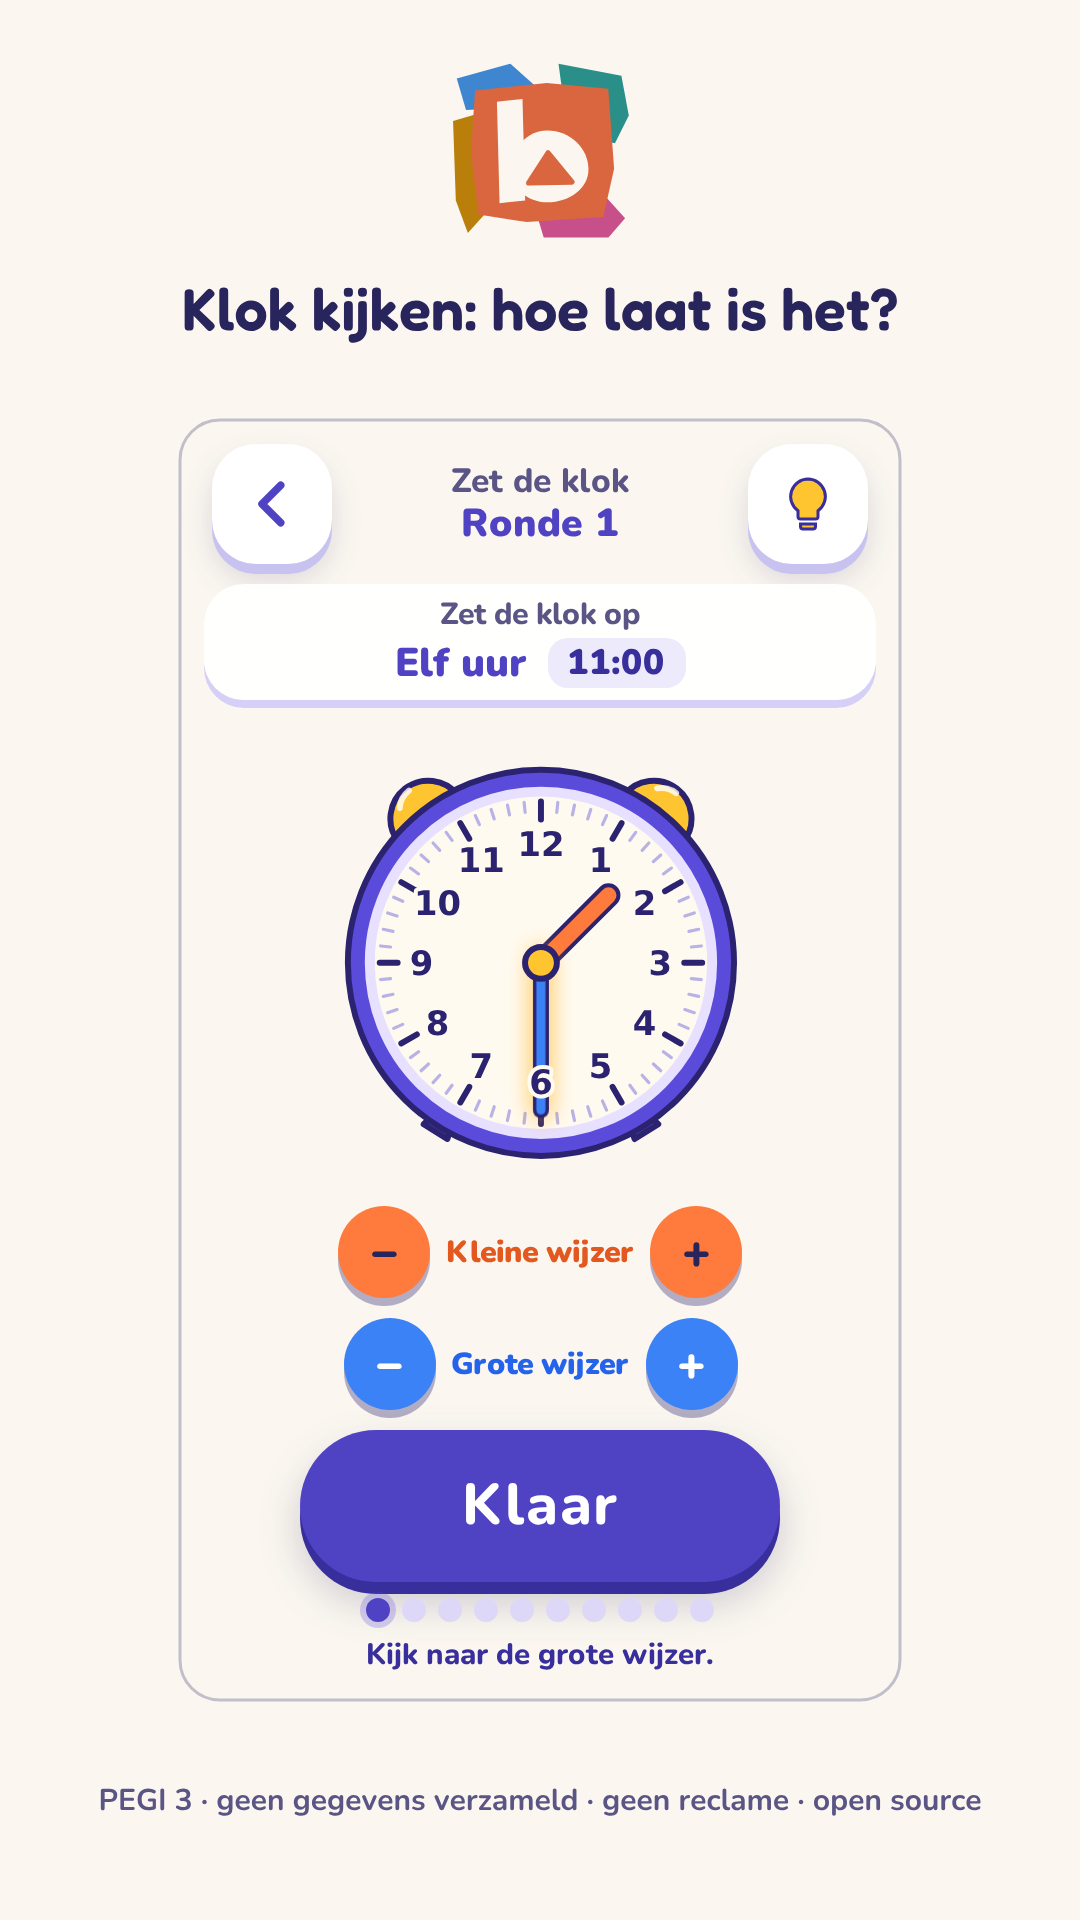 b
Klok kijken: hoe laat is het?
Zet de klok
Ronde 1
Zet de klok op
Elf uur 11:00
12
11 1
10 2
9 3
8 4
7 5
6
− Kleine wijzer +
− Grote wijzer +
Klaar
Kijk naar de grote wijzer.
PEGI 3 · geen gegevens verzameld · geen reclame · open source